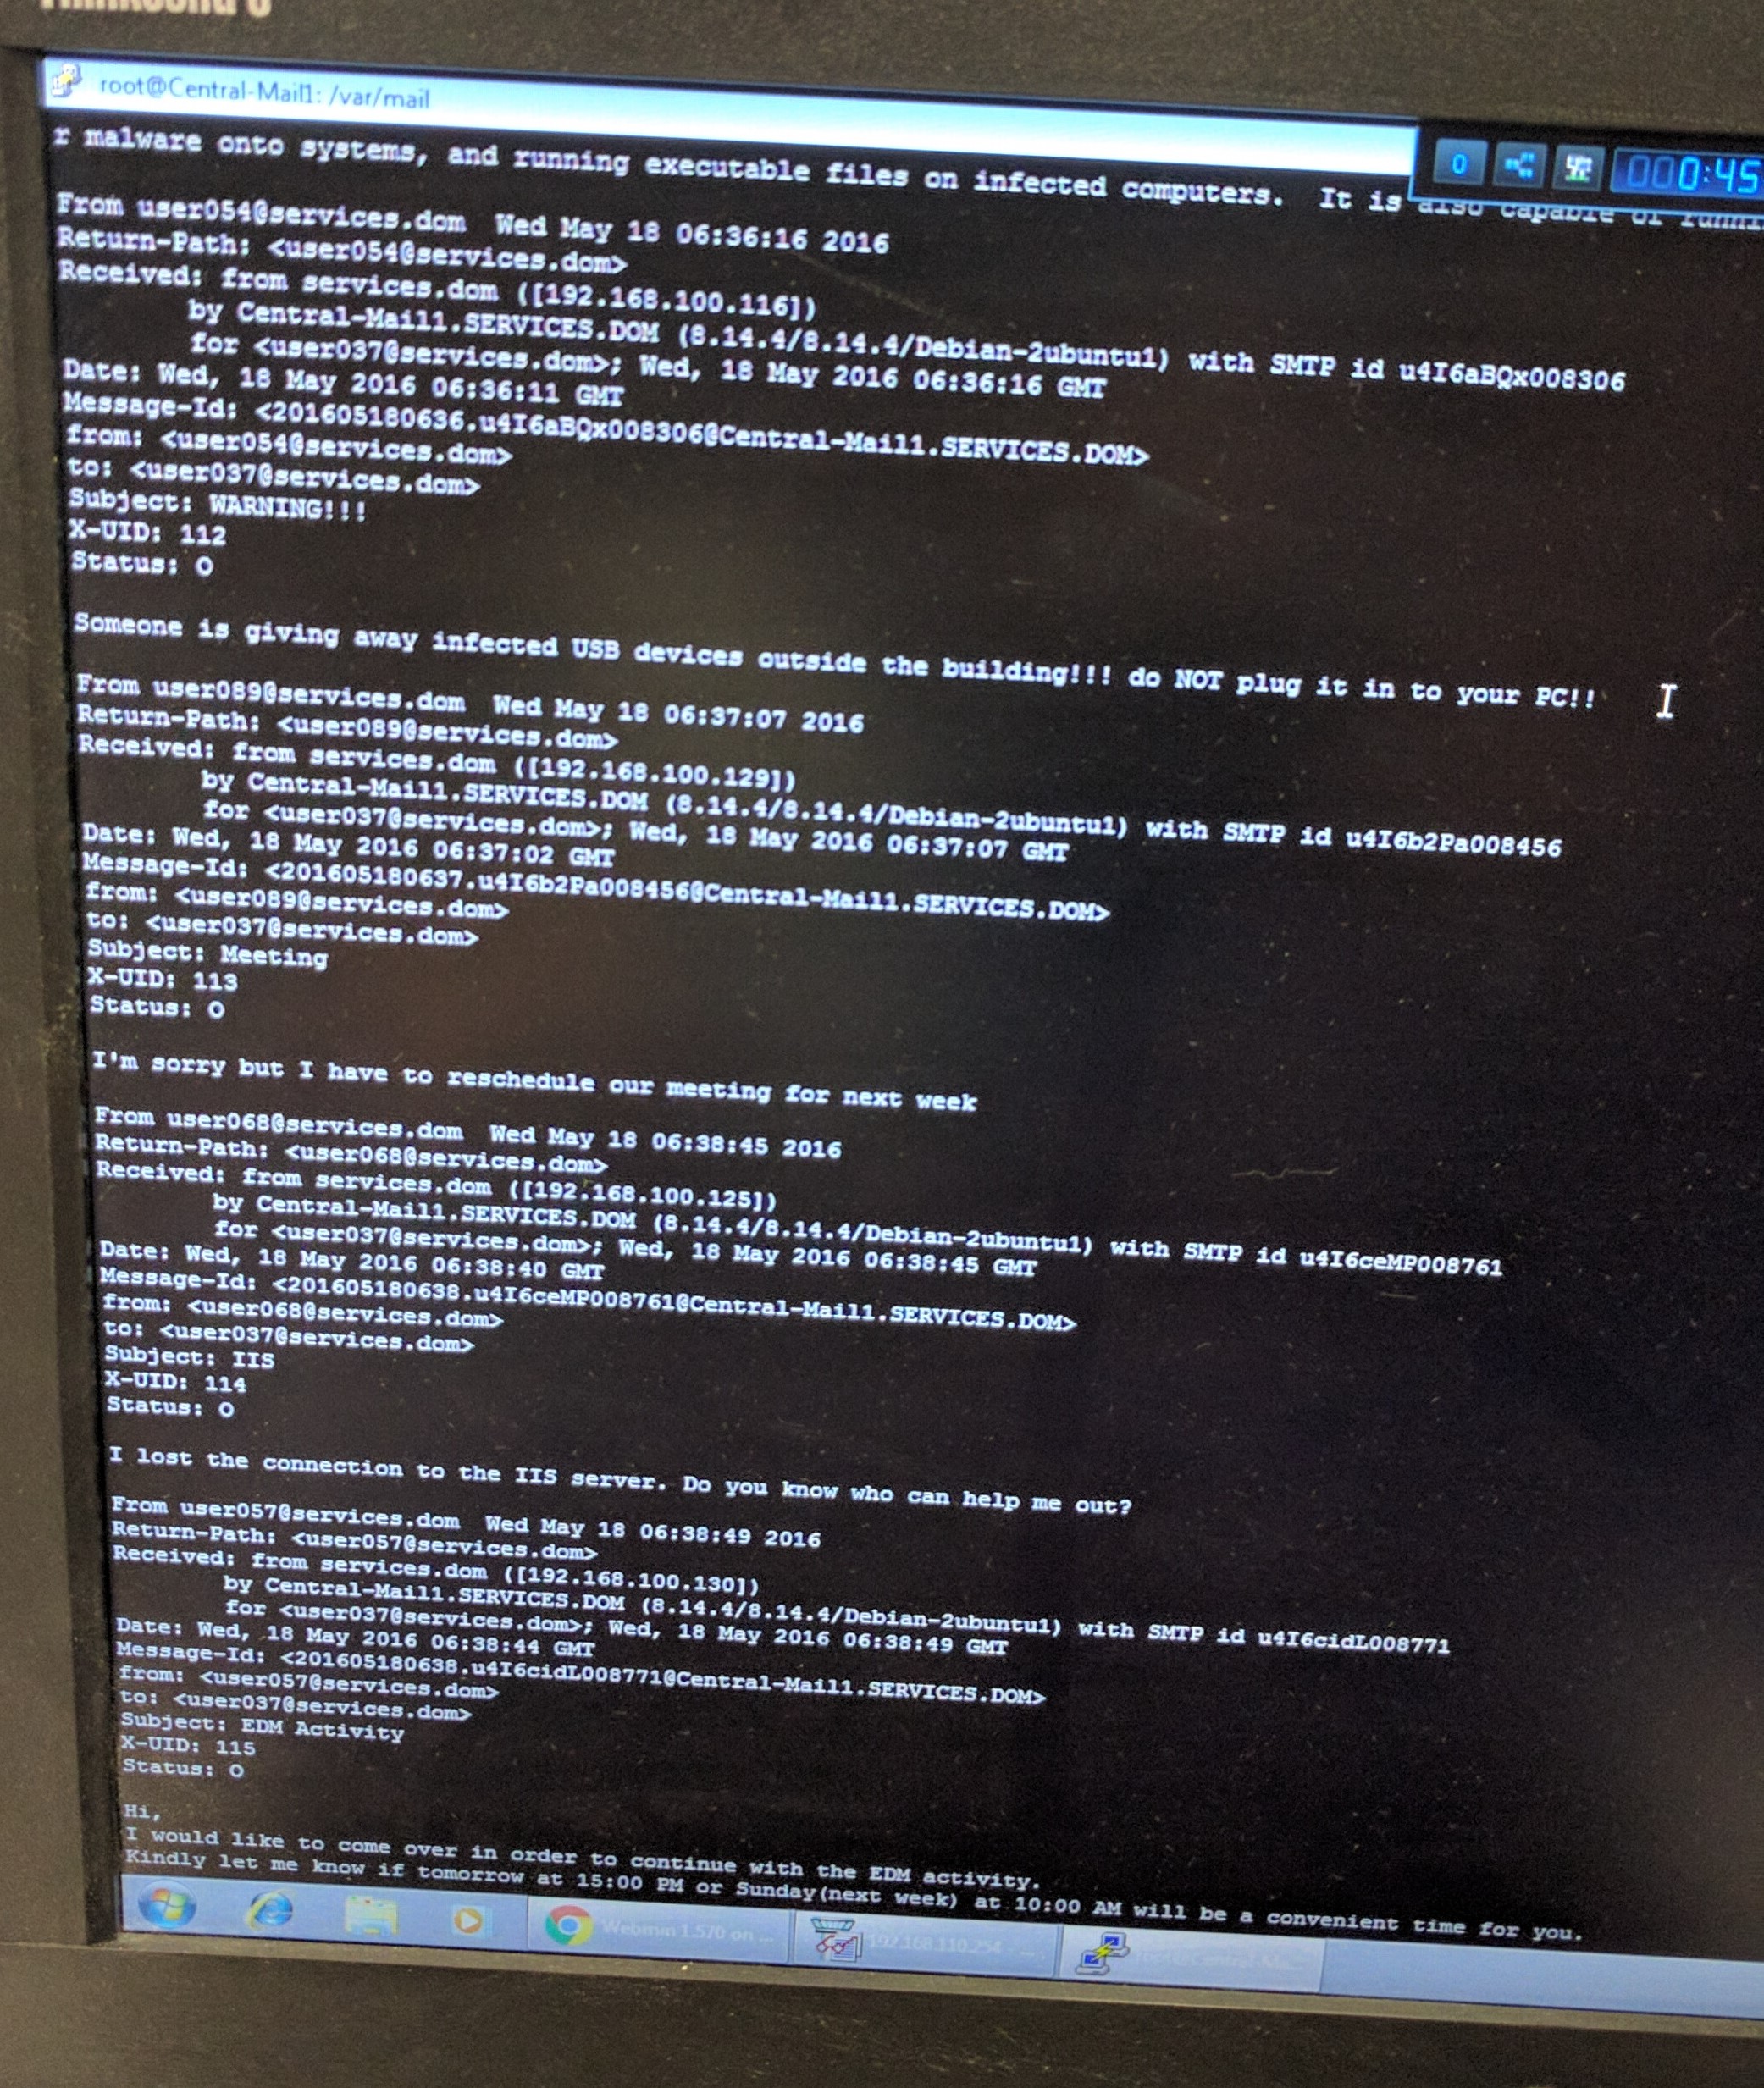 root@Central-Mail1: /var/mail
0
000:45
r malware onto systems, and running executable files on infected computers.  It is also capable of runni
From user054@services.dom  Wed May 18 06:36:16 2016
Return-Path: <user054@services.dom>
Received: from services.dom ([192.168.100.116])
by Central-Mail1.SERVICES.DOM (8.14.4/8.14.4/Debian-2ubuntu1) with SMTP id u4I6aBQx008306
for <user037@services.dom>; Wed, 18 May 2016 06:36:16 GMT
Date: Wed, 18 May 2016 06:36:11 GMT
Message-Id: <201605180636.u4I6aBQx008306@Central-Mail1.SERVICES.DOM>
from: <user054@services.dom>
to: <user037@services.dom>
Subject: WARNING!!!
X-UID: 112
Status: O
Someone is giving away infected USB devices outside the building!!! do NOT plug it in to your PC!!
From user089@services.dom  Wed May 18 06:37:07 2016
Return-Path: <user089@services.dom>
Received: from services.dom ([192.168.100.129])
by Central-Mail1.SERVICES.DOM (8.14.4/8.14.4/Debian-2ubuntu1) with SMTP id u4I6b2Pa008456
for <user037@services.dom>; Wed, 18 May 2016 06:37:07 GMT
Date: Wed, 18 May 2016 06:37:02 GMT
Message-Id: <201605180637.u4I6b2Pa008456@Central-Mail1.SERVICES.DOM>
from: <user089@services.dom>
to: <user037@services.dom>
Subject: Meeting
X-UID: 113
Status: O
I'm sorry but I have to reschedule our meeting for next week
From user068@services.dom  Wed May 18 06:38:45 2016
Return-Path: <user068@services.dom>
Received: from services.dom ([192.168.100.125])
by Central-Mail1.SERVICES.DOM (8.14.4/8.14.4/Debian-2ubuntu1) with SMTP id u4I6ceMP008761
for <user037@services.dom>; Wed, 18 May 2016 06:38:45 GMT
Date: Wed, 18 May 2016 06:38:40 GMT
Message-Id: <201605180638.u4I6ceMP008761@Central-Mail1.SERVICES.DOM>
from: <user068@services.dom>
to: <user037@services.dom>
Subject: IIS
X-UID: 114
Status: O
I lost the connection to the IIS server. Do you know who can help me out?
From user057@services.dom  Wed May 18 06:38:49 2016
Return-Path: <user057@services.dom>
Received: from services.dom ([192.168.100.130])
by Central-Mail1.SERVICES.DOM (8.14.4/8.14.4/Debian-2ubuntu1) with SMTP id u4I6cidL008771
for <user037@services.dom>; Wed, 18 May 2016 06:38:49 GMT
Date: Wed, 18 May 2016 06:38:44 GMT
Message-Id: <201605180638.u4I6cidL008771@Central-Mail1.SERVICES.DOM>
from: <user057@services.dom>
to: <user037@services.dom>
Subject: EDM Activity
X-UID: 115
Status: O
Hi,
I would like to come over in order to continue with the EDM activity.
Kindly let me know if tomorrow at 15:00 PM or Sunday(next week) at 10:00 AM will be a convenient time for you.
Webmin 1.570 on ...
192.168.110.254 - ...